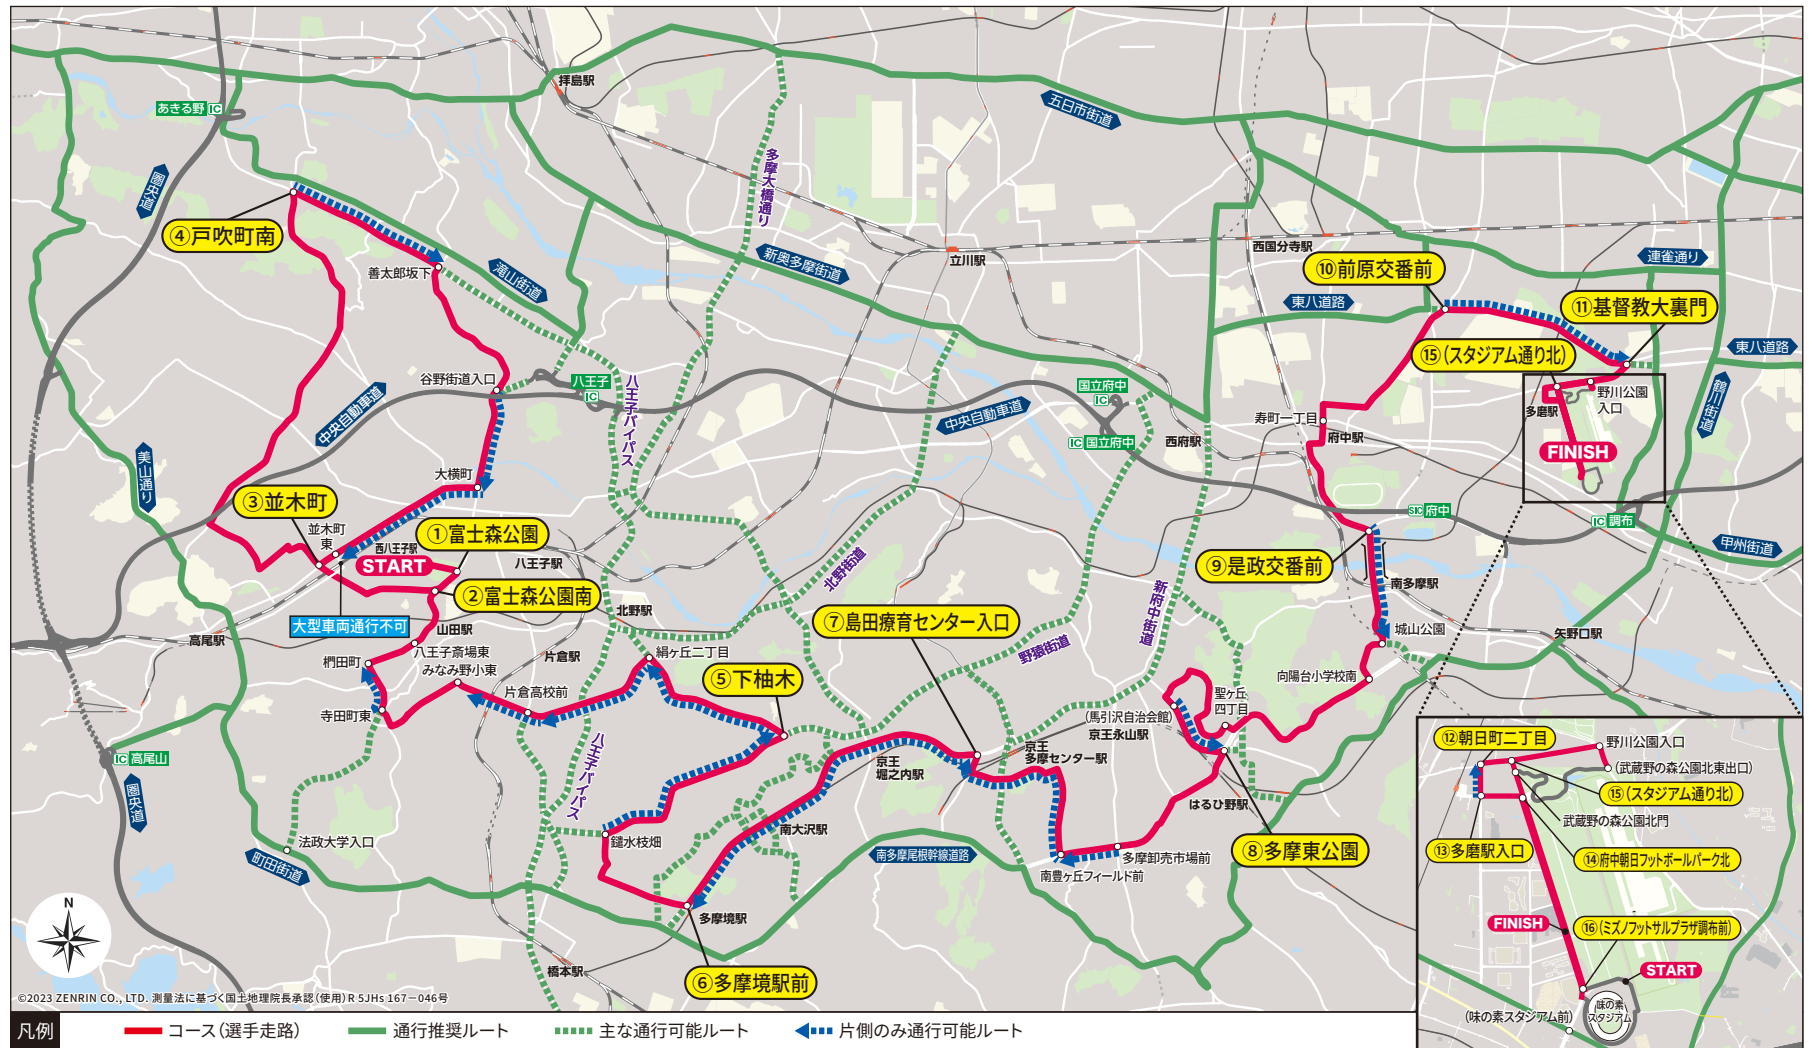 拝島駅
あきる野 IC
五日市街道
圏央道
多摩大橋通り
④戸吹町南
善太郎坂下
滝山街道
新奥多摩街道
立川駅
西国分寺駅
連雀通り
⑩前原交番前
東八道路
⑪基督教大裏門
⑮(スタジアム通り北)
東八道路
谷野街道入口
八王子
IC
八王子バイパス
国立府中
IC
IC 国立府中
中央自動車道
中央自動車道
西府駅
寿町一丁目
府中駅
多磨駅
野川公園
入口
鶴川街道
FINISH
美山通り
大横町
③並木町
並木町
東
西八王子駅
START
①富士森公園
八王子駅
②富士森公園南
大型車両通行不可
山田駅
高尾駅
北野街道
北野駅
SIC 府中
IC 調布
甲州街道
⑨是政交番前
南多摩駅
新府中街道
⑦島田療育センター入口
野猿街道
城山公園
矢野口駅
八王子斎場東
みなみ野小東
椚田町
片倉駅
絹ケ丘二丁目
⑤下柚木
片倉高校前
寺田町東
向陽台小学校南
聖ヶ丘
四丁目
(馬引沢自治会館)
京王永山駅
京王
多摩センター駅
京王
堀之内駅
八王子バイパス
IC 高尾山
圏央道
はるひ野駅
南大沢駅
鑓水枝畑
法政大学入口
町田街道
南多摩尾根幹線道路
多摩卸売市場前
南豊ヶ丘フィールド前
⑧多摩東公園
多摩境駅
⑥多摩境駅前
橋本駅
N
⑫朝日町二丁目
野川公園入口
(武蔵野の森公園北東出口)
⑮(スタジアム通り北)
武蔵野の森公園北門
⑬多磨駅入口
⑭府中朝日フットボールパーク北
FINISH
⑯(ミズノフットサルプラザ調布前)
START
味の素
スタジアム
(味の素スタジアム前)
©2023 ZENRIN CO., LTD. 測量法に基づく国土地理院長承認(使用)R 5JHs 167－046号
凡例
コース(選手走路)
通行推奨ルート
主な通行可能ルート
片側のみ通行可能ルート